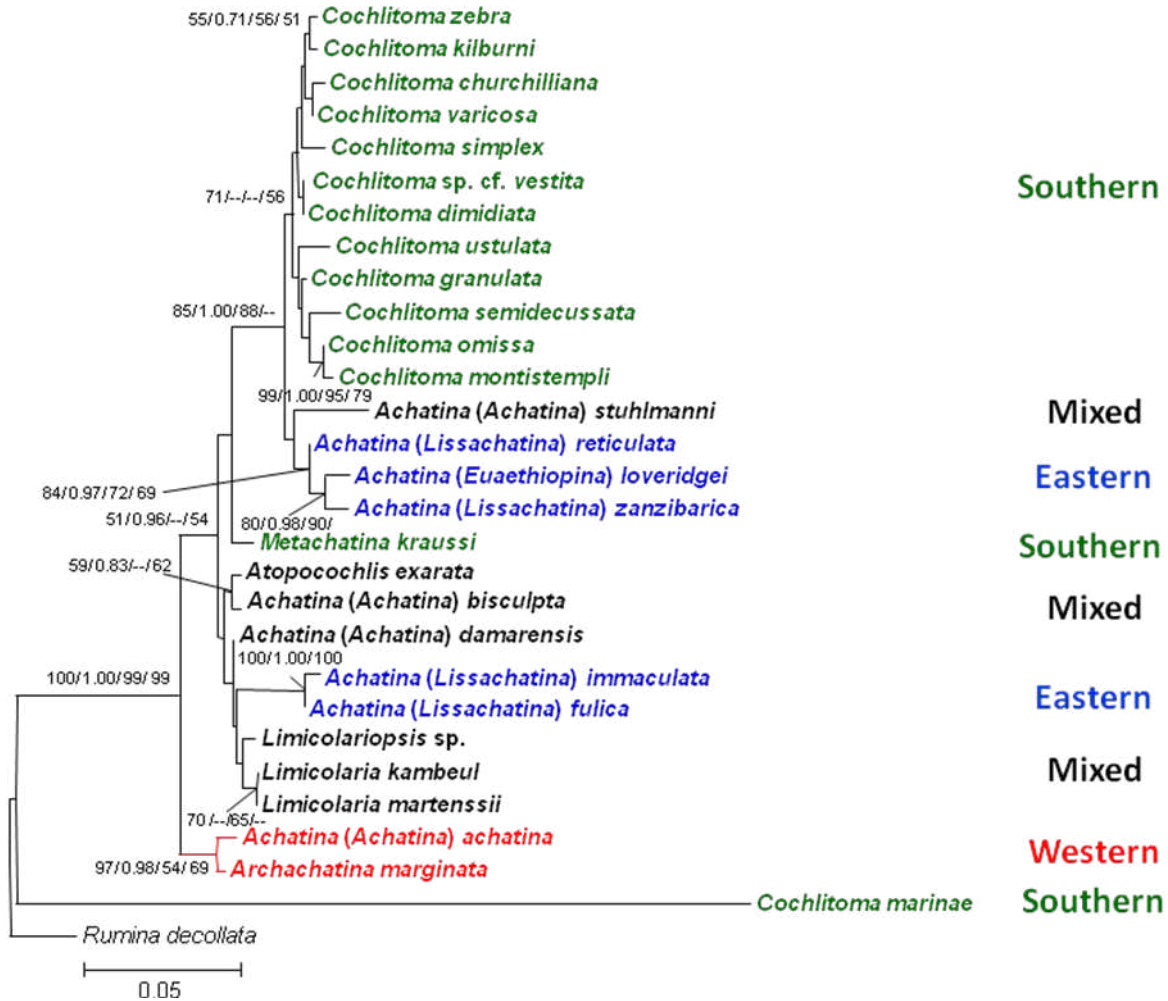 55/0.71/56/51
Cochlitoma zebra
Cochlitoma kilburni
Cochlitoma churchilliana
Cochlitoma varicosa
Cochlitoma simplex
Cochlitoma sp. cf. vestita
Southern
71/--/--/56
Cochlitoma dimidiata
Cochlitoma ustulata
Cochlitoma granulata
85/1.00/88/--
Cochlitoma semidecussata
Cochlitoma omissa
Cochlitoma montistempli
99/1.00/95/79
Achatina (Achatina) stuhlmanni
Mixed
Achatina (Lissachatina) reticulata
Achatina (Euaethiopina) loveridgei
Eastern
84/0.97/72/69
Achatina (Lissachatina) zanzibarica
51/0.96/--/54
80/0.98/90/
Metachatina kraussi
Southern
59/0.83/--/62
Atopocochlis exarata
Achatina (Achatina) bisculpta
Mixed
Achatina (Achatina) damarensis
100/1.00/100
100/1.00/99/99
Achatina (Lissachatina) immaculata
Eastern
Achatina (Lissachatina) fulica
Limicolariopsis sp.
Limicolaria kambeul
Mixed
Limicolaria martenssii
70/--/65/--
Achatina (Achatina) achatina
Western
97/0.98/54/69
Archachatina marginata
Cochlitoma marinae
Southern
Rumina decollata
0.05